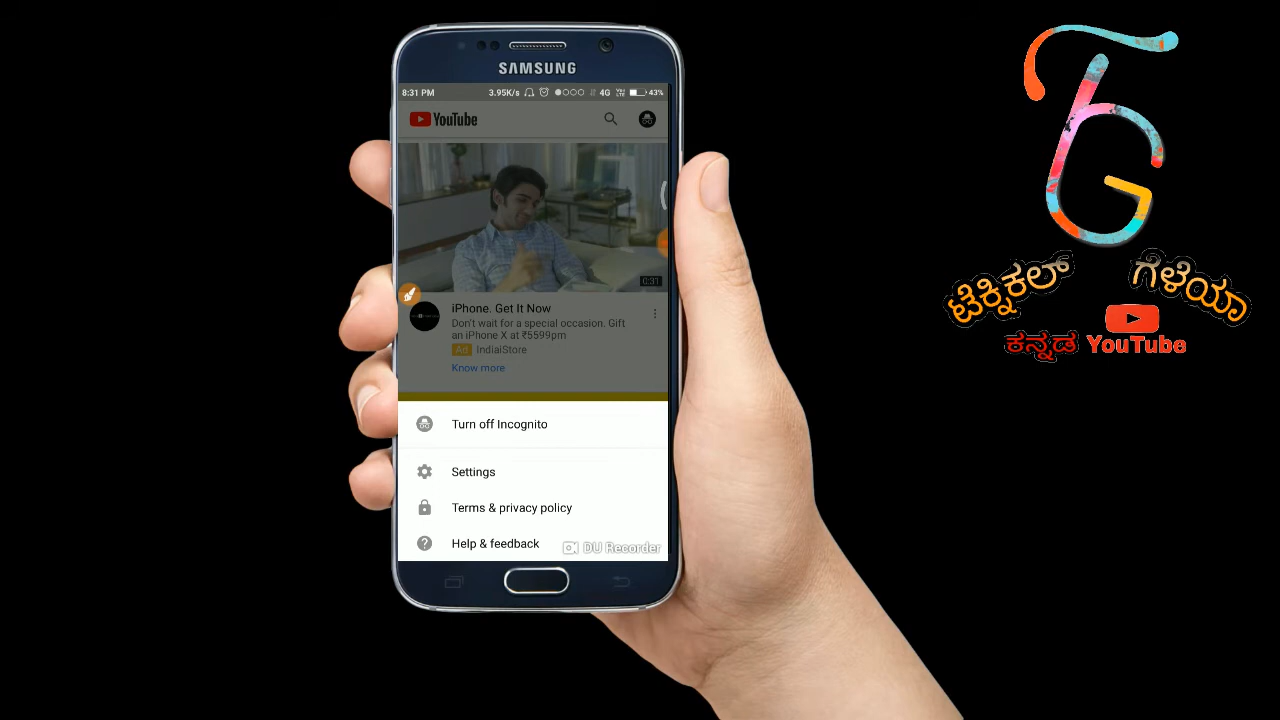 SAMSUNG
8:31 PM 3.95K/s 4G 43%
YouTube
0:31
iPhone. Get It Now
Don't wait for a special occasion. Gift
an iPhone X at ₹5599pm
Ad IndiaiStore
Know more
Turn off Incognito
Settings
Terms & privacy policy
Help & feedback
DU Recorder
TG
ಟೆಕ್ನಿಕಲ್ ಗೆಳೆಯಾ
ಕನ್ನಡ YouTube